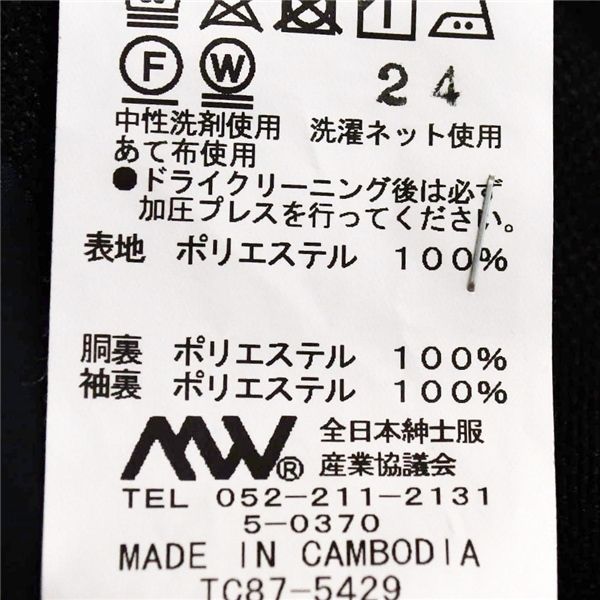 F W 24
中性洗剤使用 洗濯ネット使用
あて布使用
●ドライクリーニング後は必ず
加圧プレスを行ってください。
表地 ポリエステル 100%
胴裏 ポリエステル 100%
袖裏 ポリエステル 100%
MW® 全日本紳士服
産業協議会
TEL 052-211-2131
5-0370
MADE IN CAMBODIA
TC87-5429